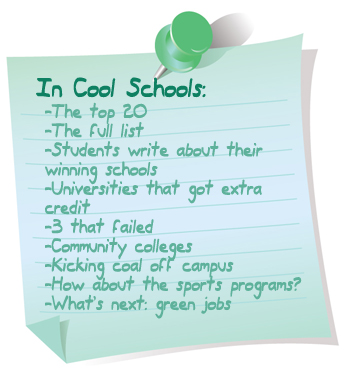 In Cool Schools:
-The top 20
-The full list
-Students write about their
winning schools
-Universities that got extra
credit
-3 that failed
-Community colleges
-Kicking coal off campus
-How about the sports programs?
-What's next: green jobs